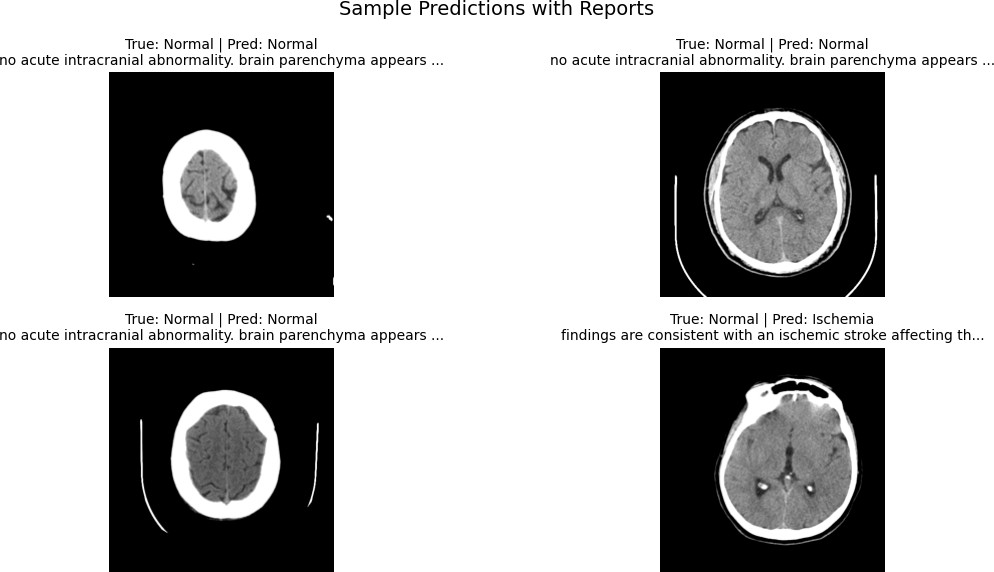 Sample Predictions with Reports
True: Normal | Pred: Normal
no acute intracranial abnormality. brain parenchyma appears ...
True: Normal | Pred: Normal
no acute intracranial abnormality. brain parenchyma appears ...
True: Normal | Pred: Normal
no acute intracranial abnormality. brain parenchyma appears ...
True: Normal | Pred: Ischemia
findings are consistent with an ischemic stroke affecting th...